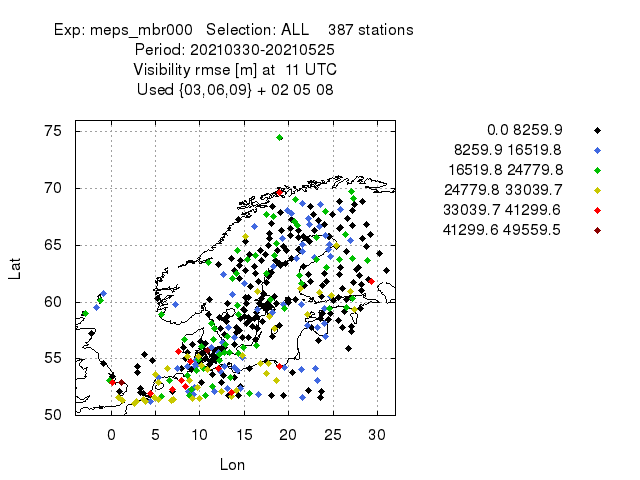 Exp: meps_mbr000 Selection: ALL 387 stations
Period: 20210330-20210525
Visibility rmse [m] at 11 UTC
Used {03,06,09} + 02 05 08
0.0 8259.9
8259.9 16519.8
16519.8 24779.8
24779.8 33039.7
33039.7 41299.6
41299.6 49559.5
75
70
65
60
55
50
Lat
0 5 10 15 20 25 30
Lon